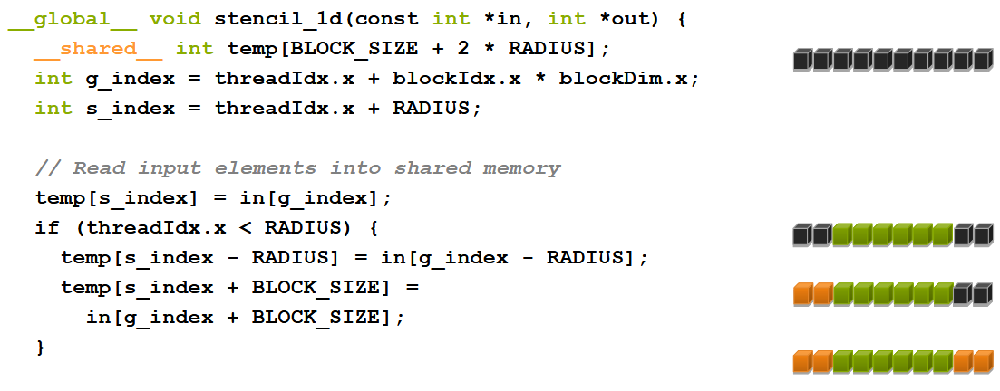 __global__ void stencil_1d(const int *in, int *out) {
  __shared__ int temp[BLOCK_SIZE + 2 * RADIUS];
  int g_index = threadIdx.x + blockIdx.x * blockDim.x;
  int s_index = threadIdx.x + RADIUS;
  // Read input elements into shared memory
  temp[s_index] = in[g_index];
  if (threadIdx.x < RADIUS) {
    temp[s_index - RADIUS] = in[g_index - RADIUS];
    temp[s_index + BLOCK_SIZE] =
      in[g_index + BLOCK_SIZE];
  }